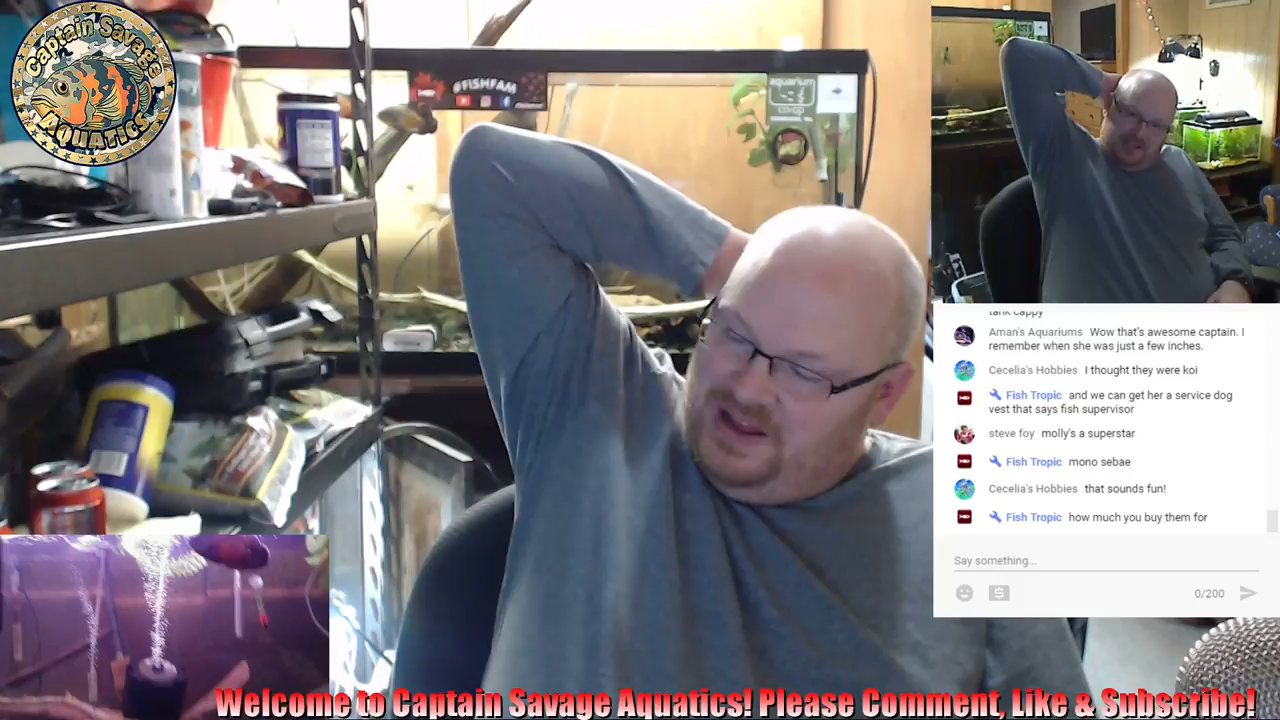 Captain Savage
AQUATICS
#FISHFAM
aquarium
tank cappy
Aman's Aquariums Wow that's awesome captain. I
remember when she was just a few inches.
Cecelia's Hobbies I thought they were koi
Fish Tropic and we can get her a service dog
vest that says fish supervisor
steve foy molly's a superstar
Fish Tropic mono sebae
Cecelia's Hobbies that sounds fun!
Fish Tropic how much you buy them for
Say something...
0/200
Welcome to Captain Savage Aquatics! Please Comment, Like & Subscribe!